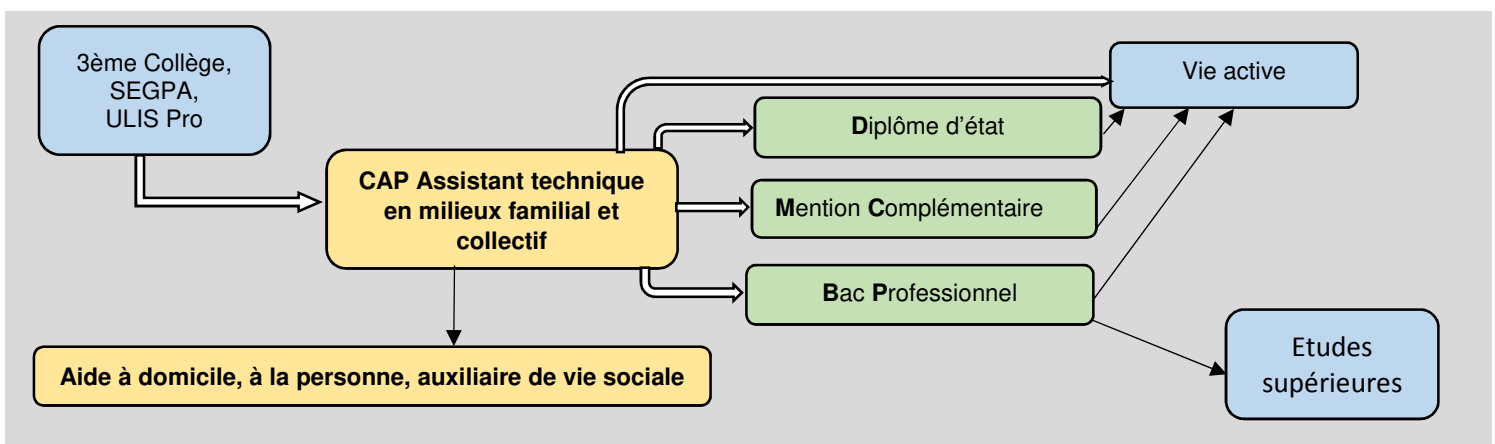 3ème Collège,
SEGPA,
ULIS Pro
Vie active
Diplôme d'état
CAP Assistant technique
en milieux familial et
collectif
Mention Complémentaire
Bac Professionnel
Aide à domicile, à la personne, auxiliaire de vie sociale
Etudes
supérieures